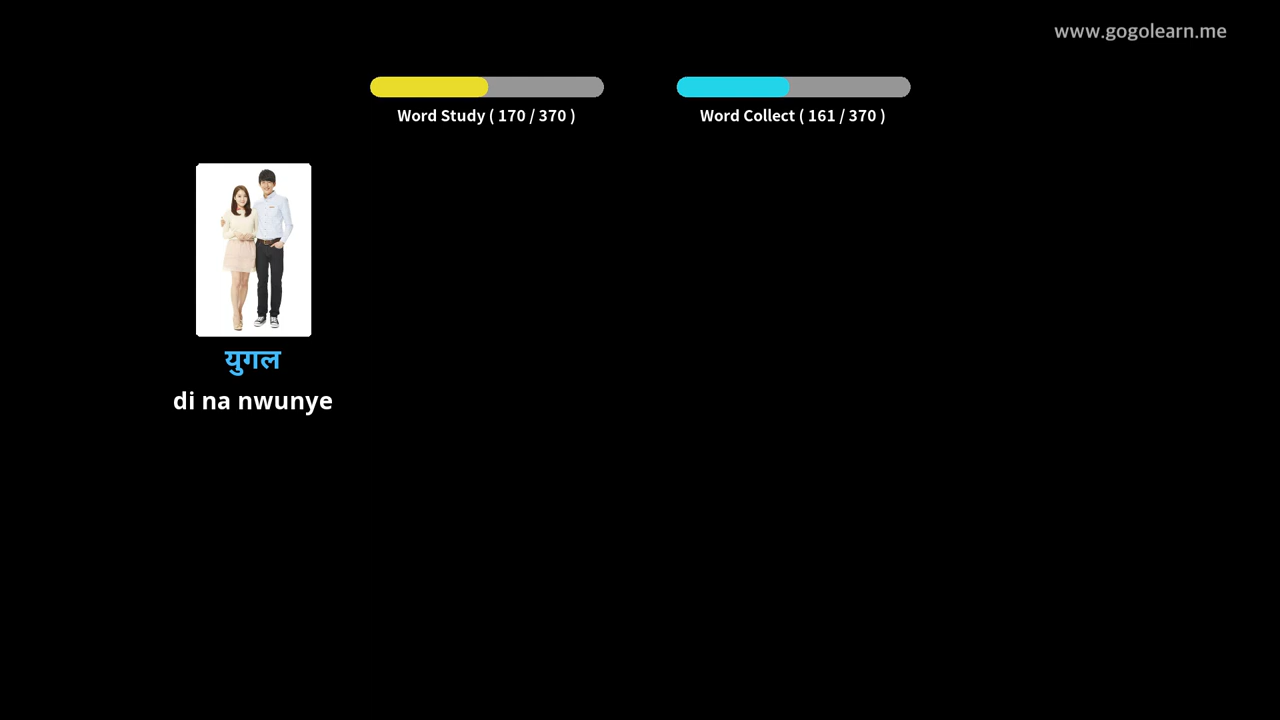 www.gogolearn.me
Word Study ( 170 / 370 )
Word Collect ( 161 / 370 )
युगल
di na nwunye